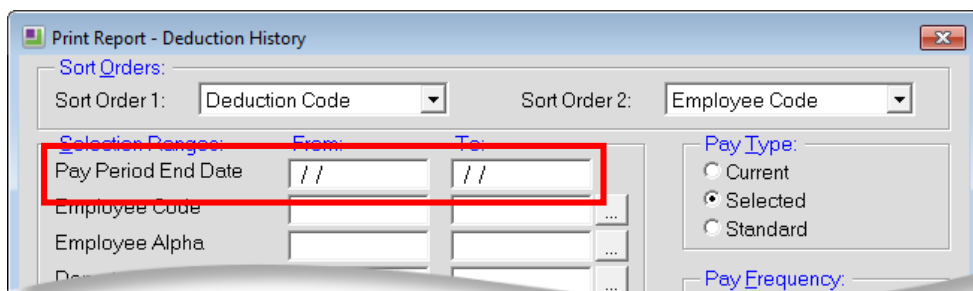 Print Report - Deduction History
Sort Orders:
Sort Order 1: Deduction Code Sort Order 2: Employee Code
Selection Ranges: From: To: Pay Type:
Pay Period End Date / / / / Current
Employee Code ... Selected
Employee Alpha ... Standard
... Pay Frequency: